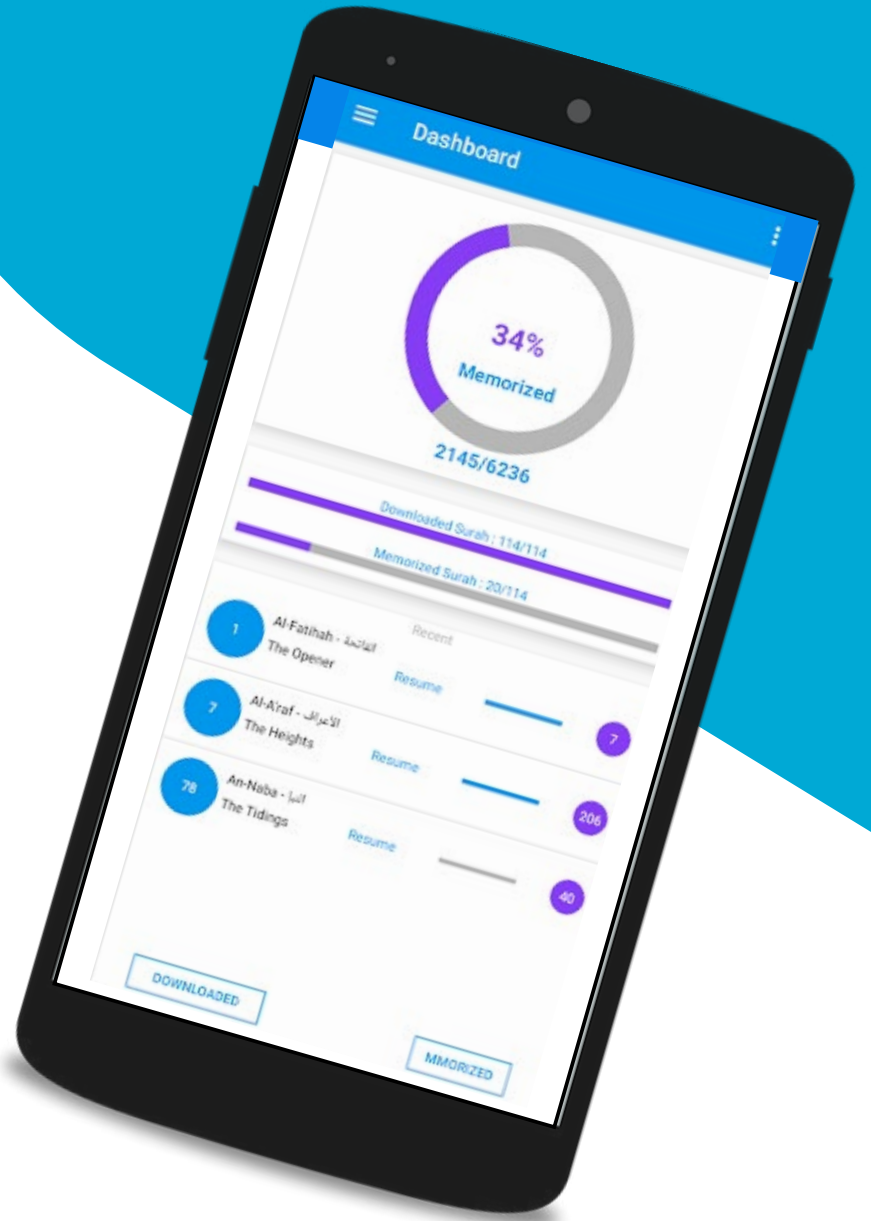 Dashboard
34%
Memorized
2145/6236
Downloaded Surah : 114/114
Memorized Surah : 20/114
Recent
1
Al-Fatihah - الفاتحة
The Opener
Resume
7
7
Al-A'raf - الأعراف
The Heights
Resume
206
78
An-Naba - النبإ
The Tidings
Resume
40
DOWNLOADED
MMORIZED